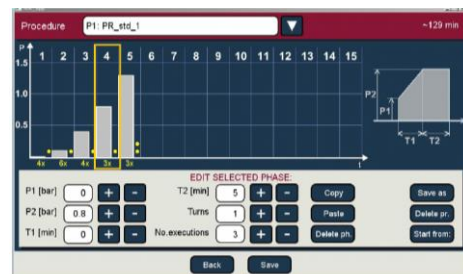 Procedure P1: PR_std_1 ~129 min
P 1 2 3 4 5 6 7 8 9 10 11 12 13 14 15
1.5
1.0
0.5
4x 6x 4x 3x 3x t
P2 P1
T1 T2
EDIT SELECTED PHASE:
P1 [bar] 0 + - T2 [min] 5 + - Copy Save as
P2 [bar] 0.8 + - Turns 1 + - Paste Delete pr.
T1 [min] 0 + - No.executions 3 + - Delete ph. Start from:
Back Save